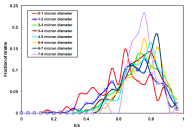 0.25
0.2
0.15
0.1
0.05
0
Fraction of Grains
0-1 micron diameter
1-2 micron diameter
2-3 micron diameter
3-4 micron diameter
4-5 micron diameter
5-6 micron diameter
6-7 micron diameter
7-8 micron diameter
0 0.2 0.4 0.6 0.8
b/a